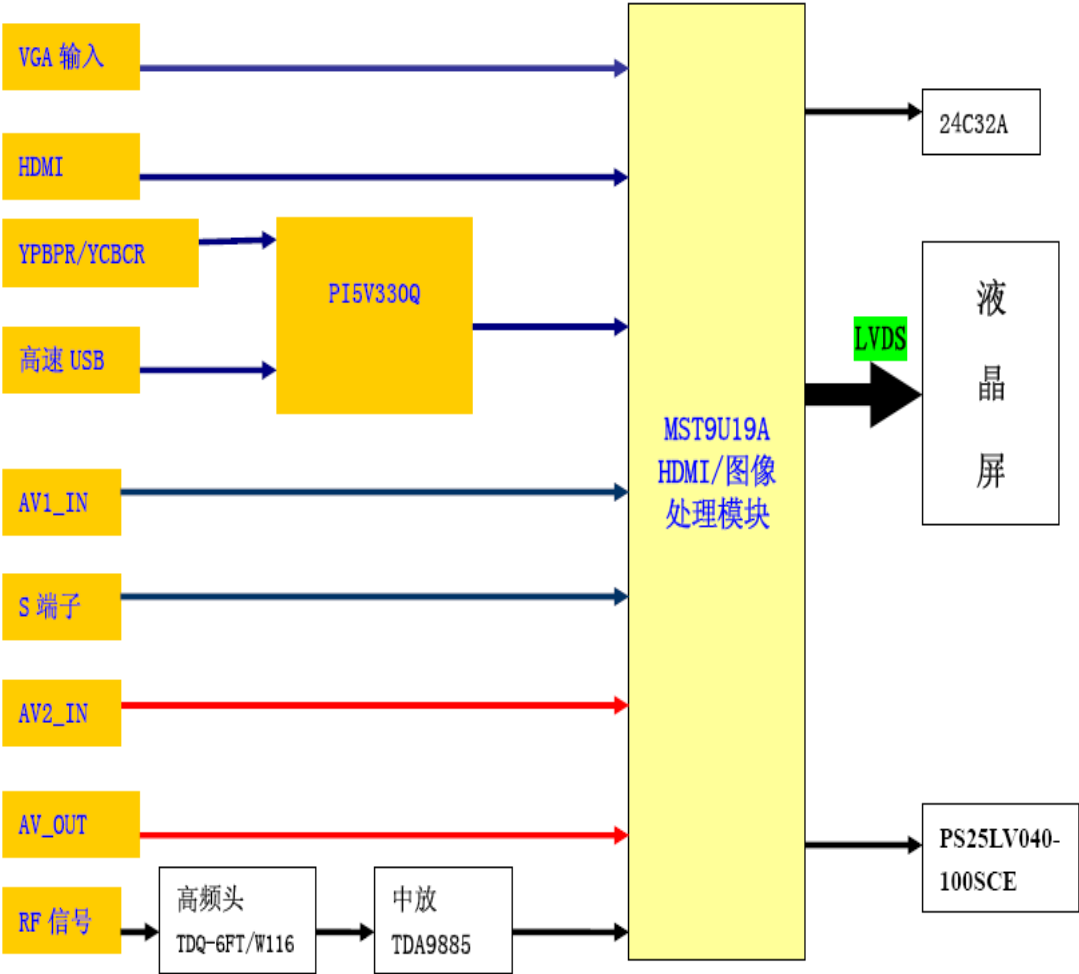 VGA 输入
HDMI
YPBPR/YCBCR
高速 USB
PI5V330Q
AV1_IN
S 端子
AV2_IN
AV_OUT
RF 信号
高频头
TDQ-6FT/W116
中放
TDA9885
MST9U19A
HDMI/图像
处理模块
24C32A
LVDS
液
晶
屏
PS25LV040-
100SCE